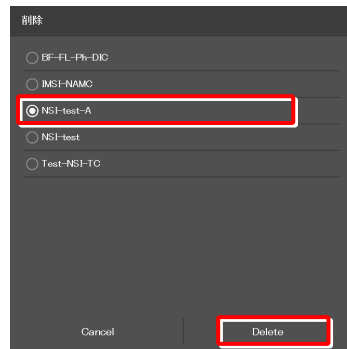 削除
BF-FL-Ph-DIC
IMSI-NAMC
NSI-test-A
NSI-test
Test-NSI-TC
Cancel
Delete